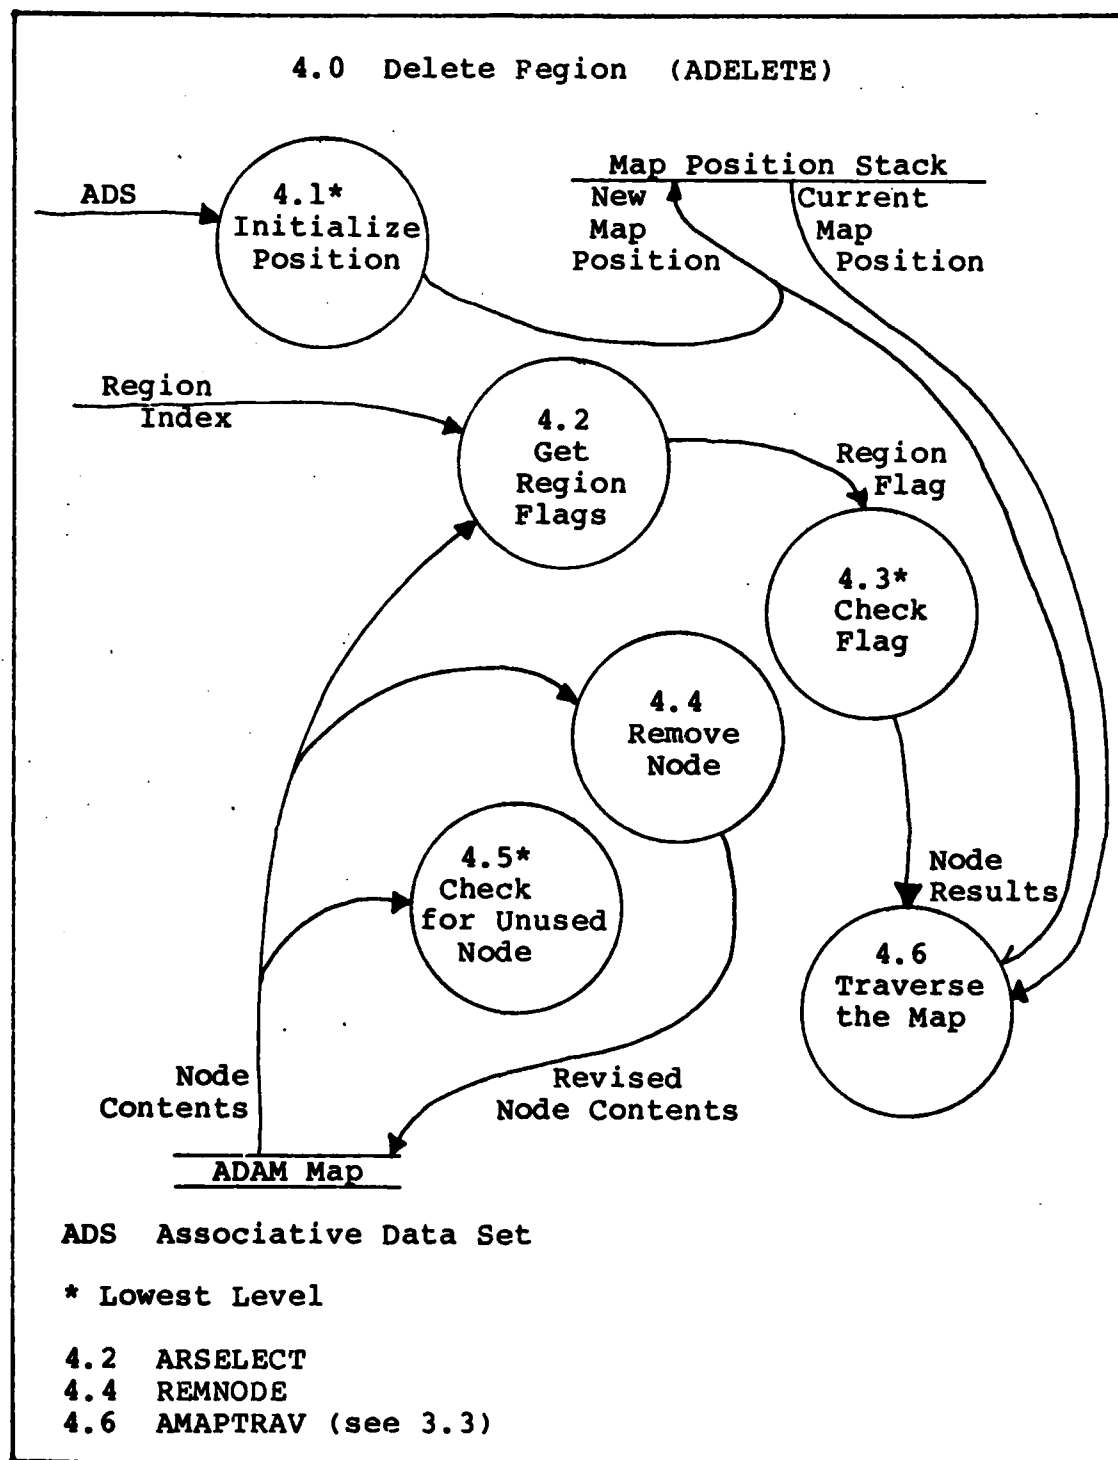 4.0 Delete Pegion (ADELETE)
ADS
4.1*
Initialize
Position
Map Position Stack
New
Map
Position
Current
Map
Position
Region
Index
4.2
Get
Region
Flags
Region
Flag
4.3*
Check
Flag
4.4
Remove
Node
4.5*
Check
for Unused
Node
Node
Results
4.6
Traverse
the Map
Node
Contents
Revised
Node Contents
ADAM Map
ADS Associative Data Set
* Lowest Level
4.2 ARSELECT
4.4 REMNODE
4.6 AMAPTRAV (see 3.3)